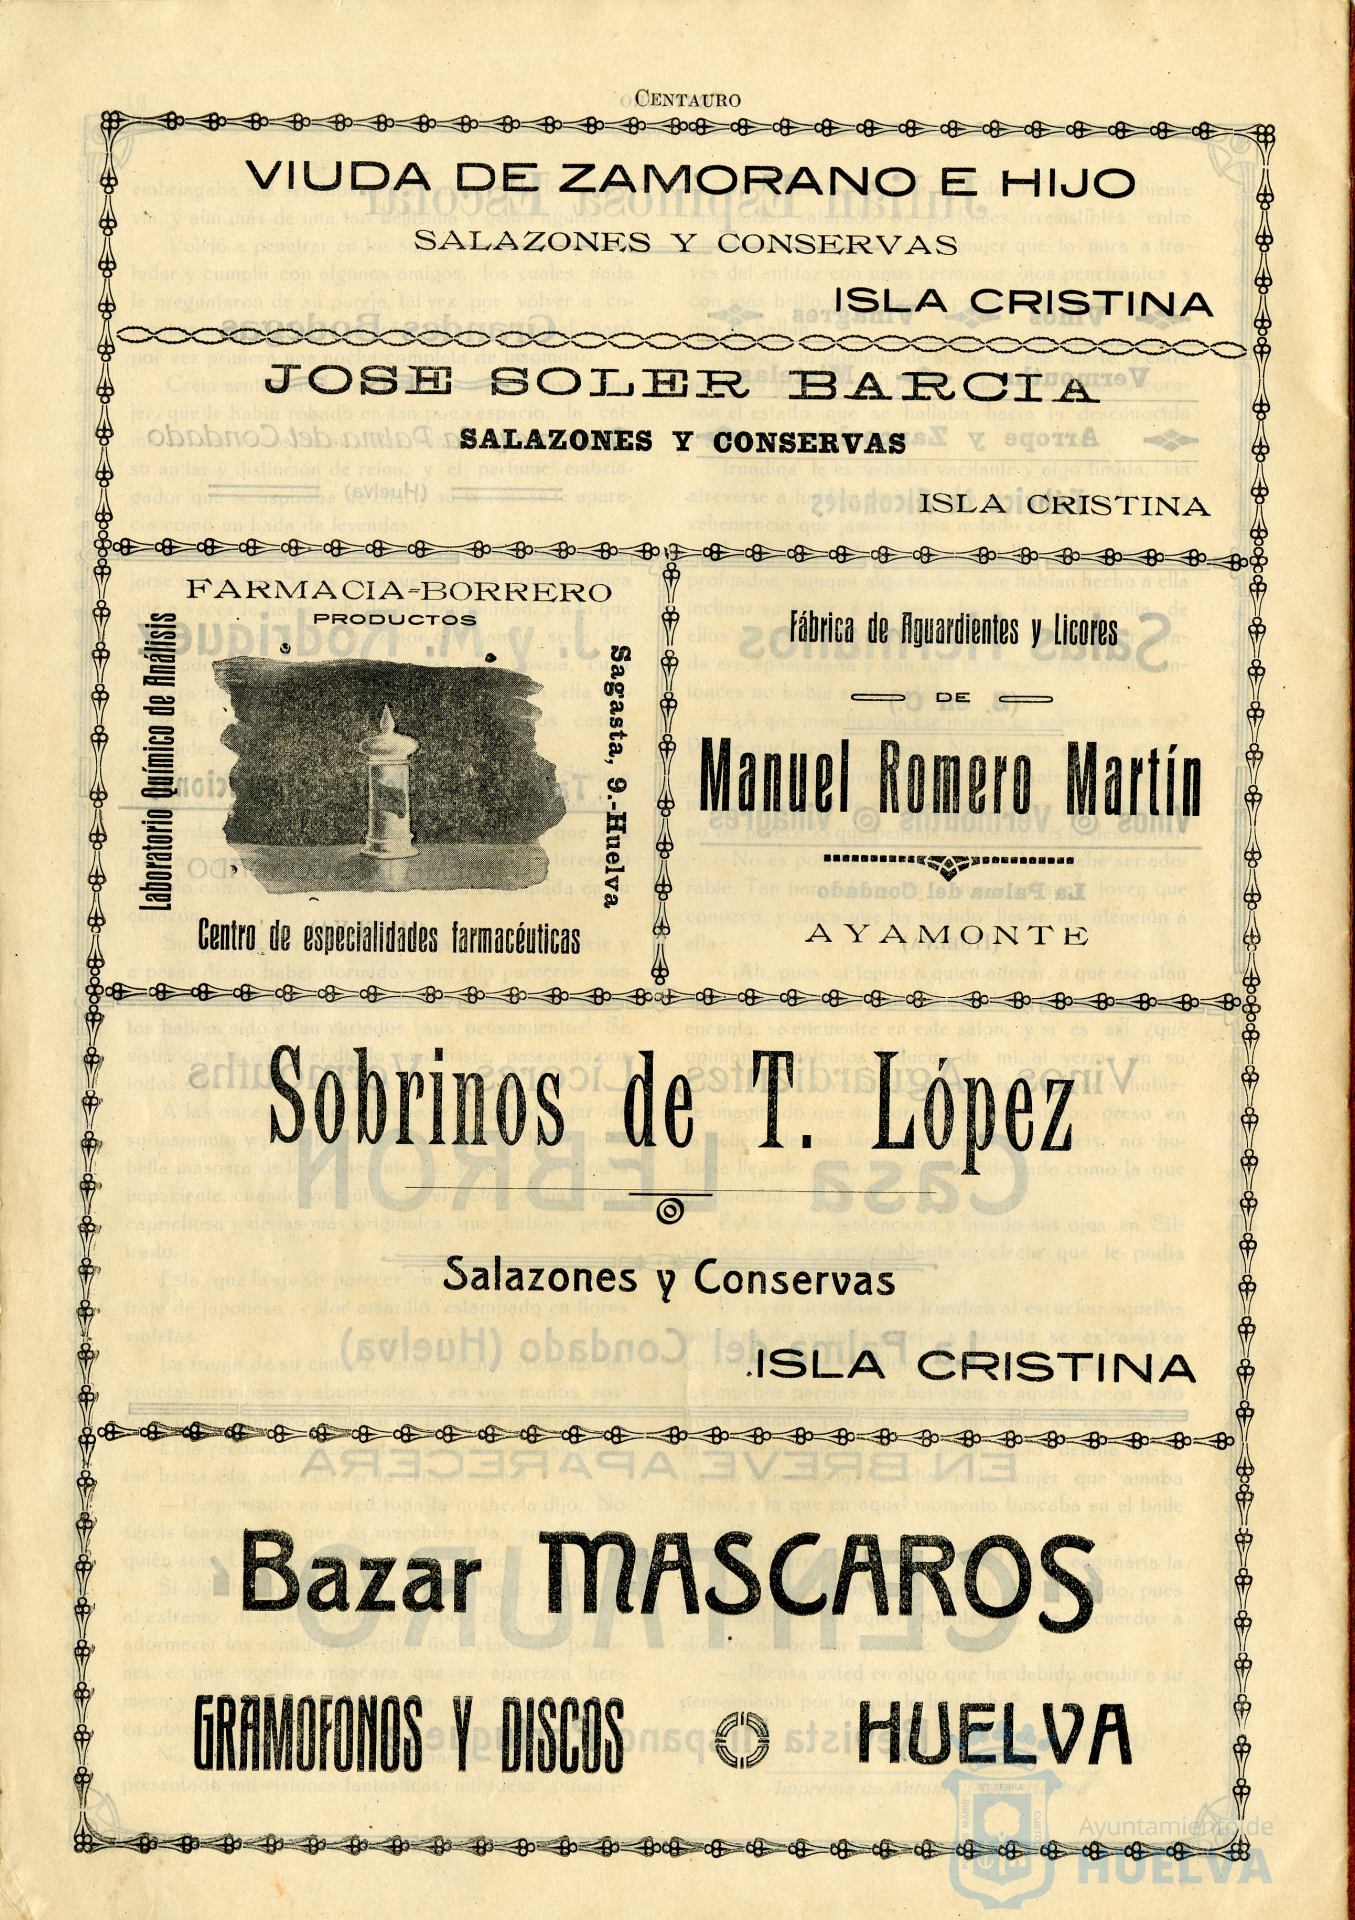 CENTAURO
VIUDA DE ZAMORANO E HIJO
SALAZONES Y CONSERVAS
ISLA CRISTINA
JOSE SOLER BARCIA
SALAZONES Y CONSERVAS
ISLA CRISTINA
FARMACIA-BORRERO
PRODUCTOS
Laboratorio Químico de Análisis
Sagasta, 9.-Huelva
Centro de especialidades farmacéuticas
Fábrica de Aguardientes y Licores
DE
Manuel Romero Martín
AYAMONTE
Sobrinos de T. López
Salazones y Conservas
ISLA CRISTINA
Bazar MASCAROS
GRAMOFONOS Y DISCOS HUELVA
Ayuntamiento de
HUELVA